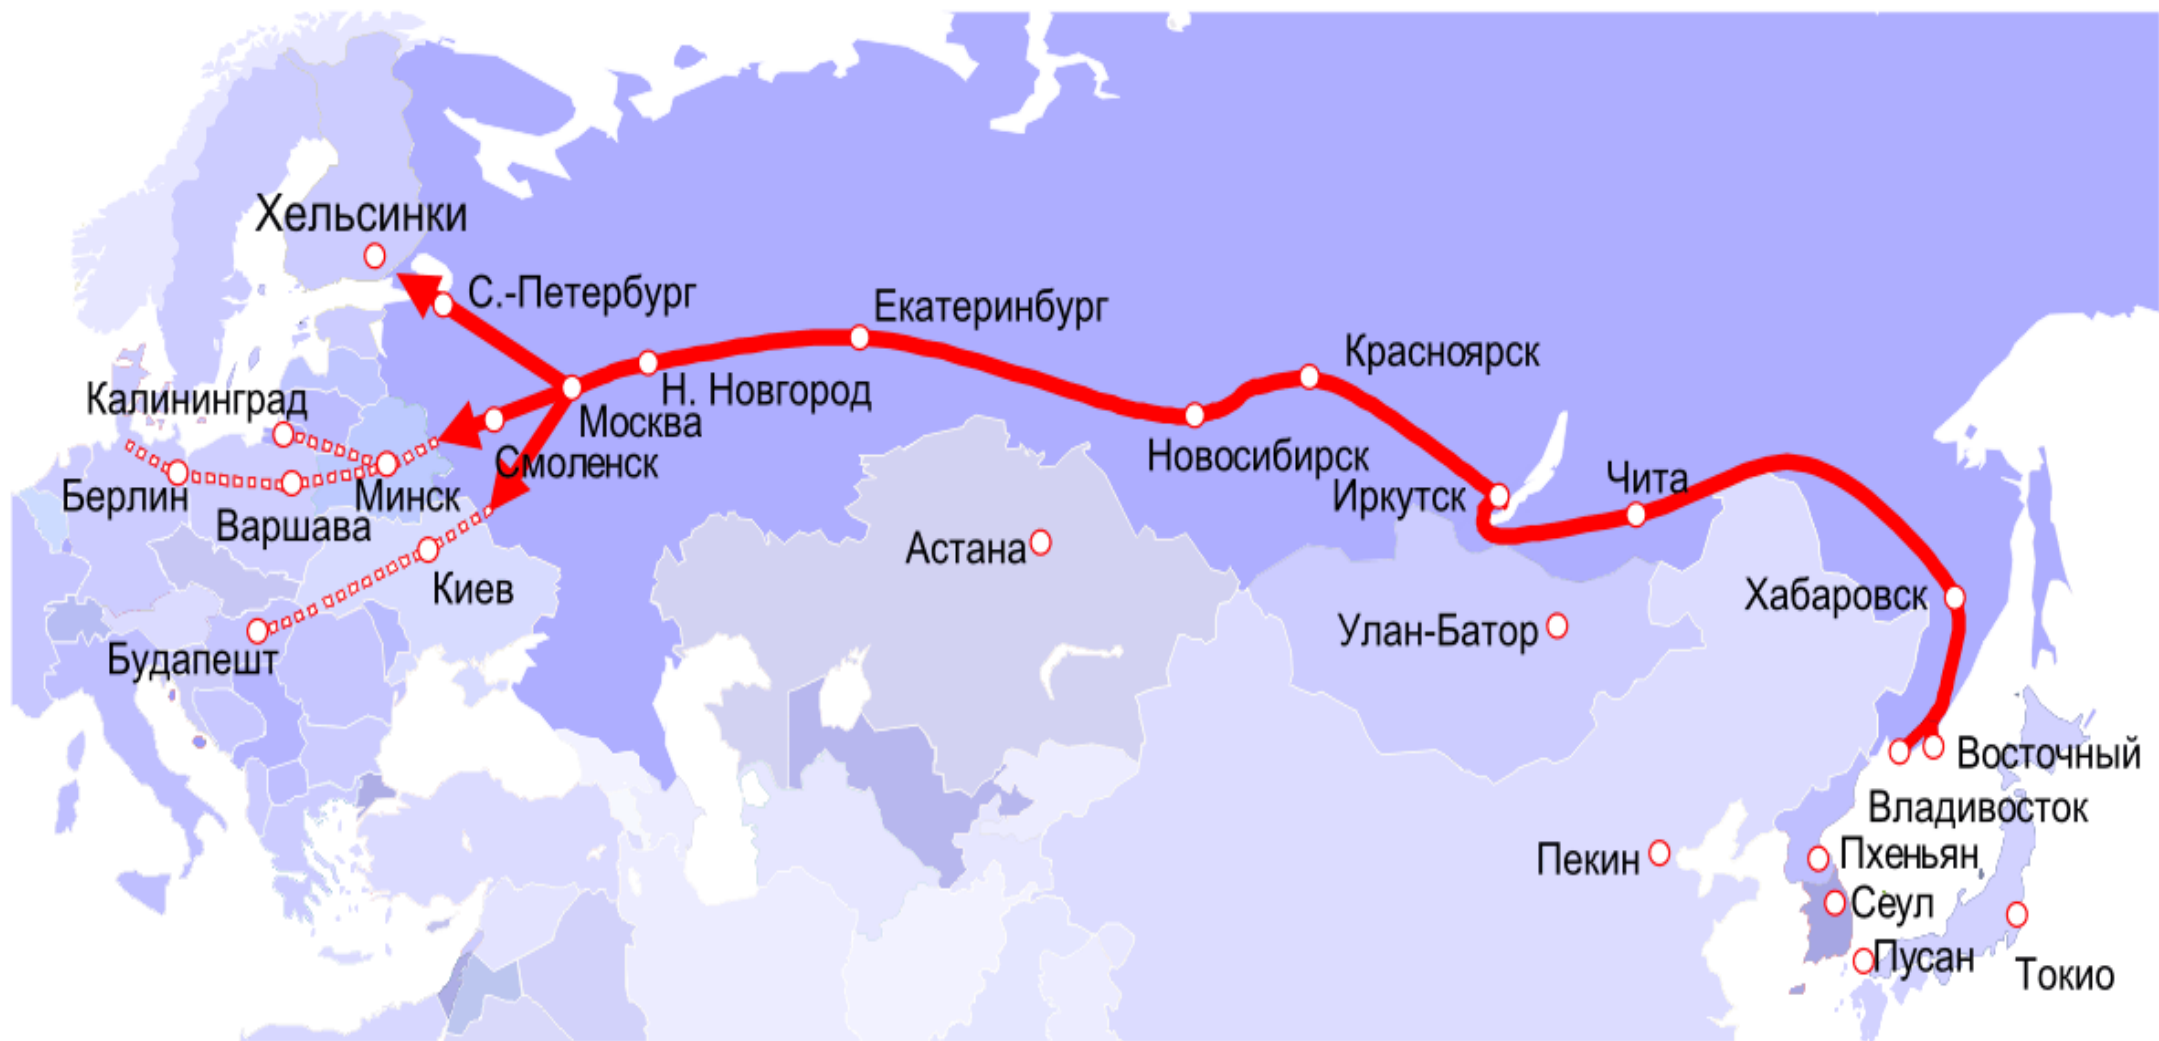 Хельсинки
С.-Петербург
Екатеринбург
Красноярск
Калининград
Н. Новгород
Москва
Смоленск
Новосибирск
Иркутск
Чита
Берлин
Варшава
Минск
Астана
Киев
Хабаровск
Улан-Батор
Будапешт
Восточный
Владивосток
Пекин
Пхеньян
Сеул
Пусан
Токио